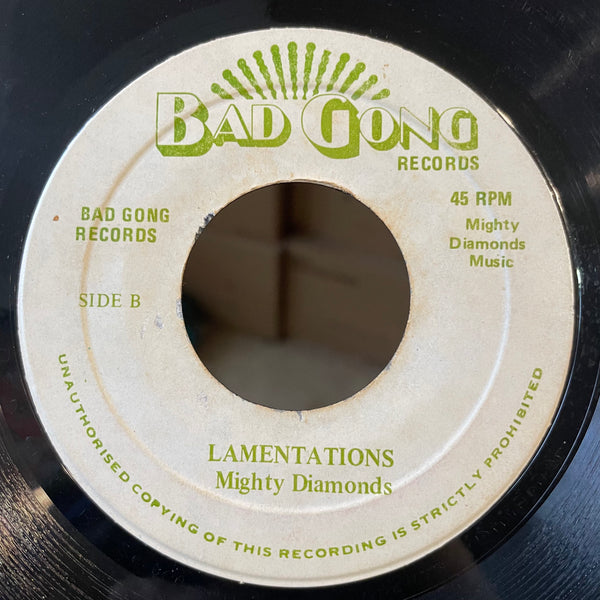 BAD GONG
RECORDS
BAD GONG
RECORDS
45 RPM
Mighty
Diamonds
Music
SIDE B
LAMENTATIONS
Mighty Diamonds
UNAUTHORISED COPYING OF THIS RECORDING IS STRICTLY PROHIBITED